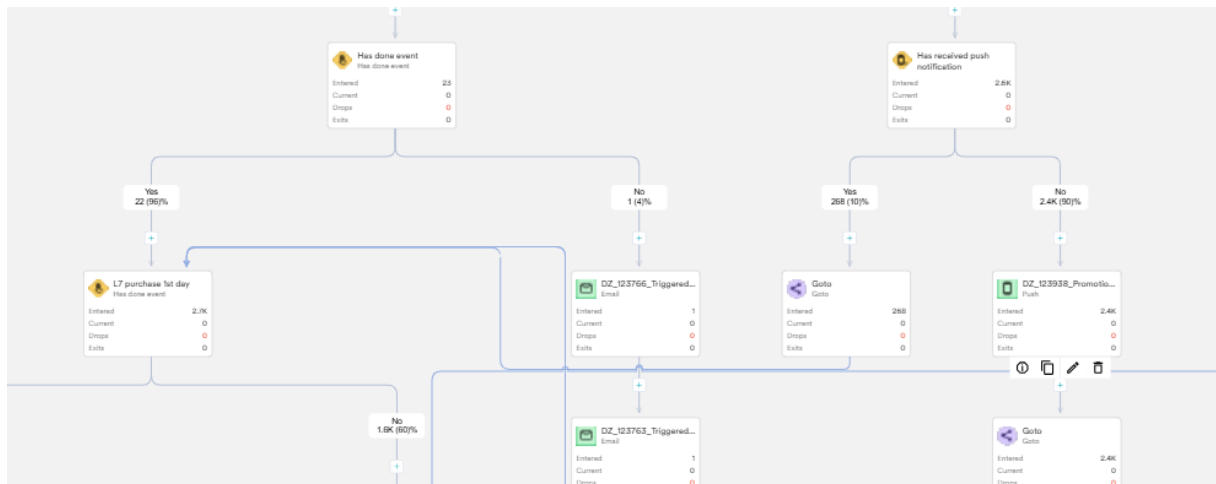 Has done event
Has done event
Entered 23
Current 0
Drops 0
Exits 0
Has received push
notification
Entered 2.6K
Current 0
Drops 0
Exits 0
Yes
22 (96)%
No
1 (4)%
Yes
268 (10)%
No
2.4K (90)%
L7 purchase 1st day
Has done event
Entered 2.7K
Current 0
Drops 0
Exits 0
DZ_123766_Triggered...
Email
Entered 1
Current 0
Drops 0
Exits 0
Goto
Goto
Entered 268
Current 0
Drops 0
Exits 0
DZ_123938_Promotio...
Push
Entered 2.4K
Current 0
Drops 0
Exits 0
No
1.6K (60)%
DZ_123763_Triggered...
Email
Entered 1
Current 0
Drops 0
Goto
Goto
Entered 2.4K
Current 0
Drops 0